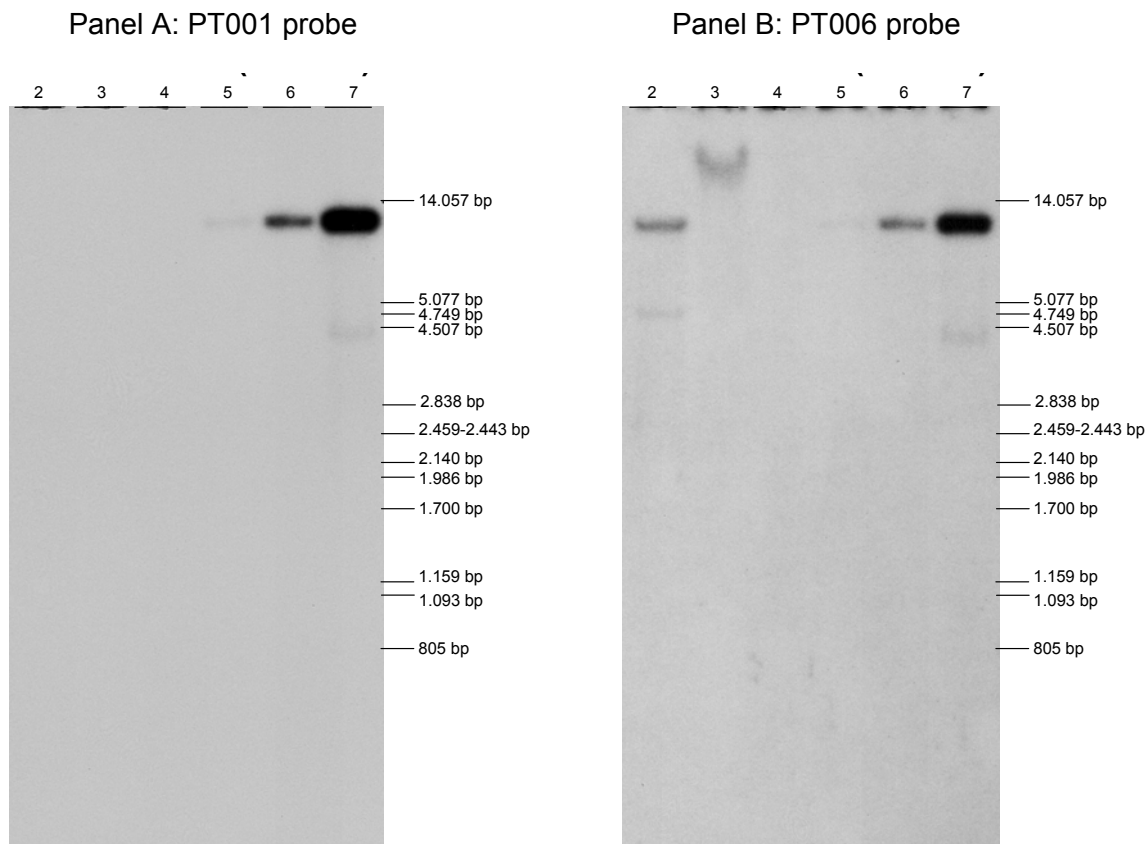 Panel A: PT001 probe
2 3 4 5 6 7
14.057 bp
5.077 bp
4.749 bp
4.507 bp
2.838 bp
2.459-2.443 bp
2.140 bp
1.986 bp
1.700 bp
1.159 bp
1.093 bp
805 bp
Panel B: PT006 probe
2 3 4 5 6 7
14.057 bp
5.077 bp
4.749 bp
4.507 bp
2.838 bp
2.459-2.443 bp
2.140 bp
1.986 bp
1.700 bp
1.159 bp
1.093 bp
805 bp